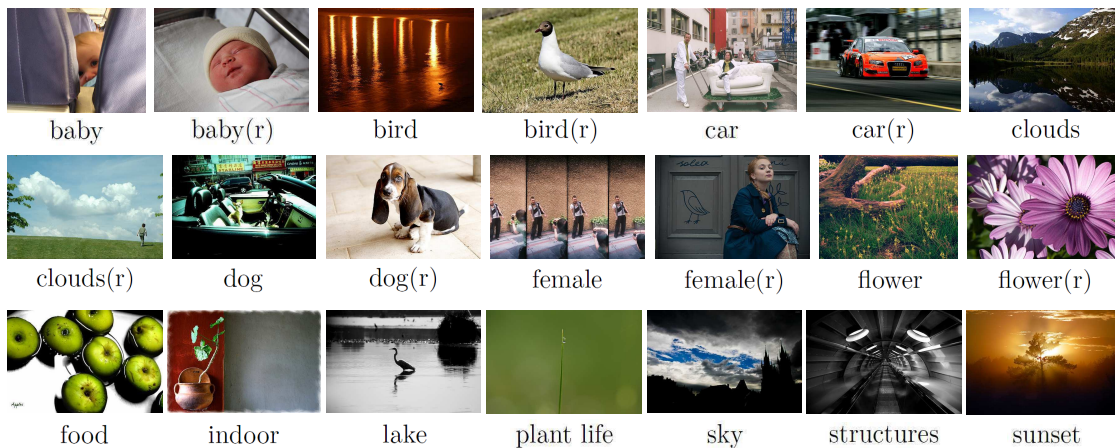 baby
baby(r)
bird
bird(r)
car
car(r)
clouds
clouds(r)
dog
dog(r)
female
female(r)
flower
flower(r)
food
indoor
lake
plant life
sky
structures
sunset